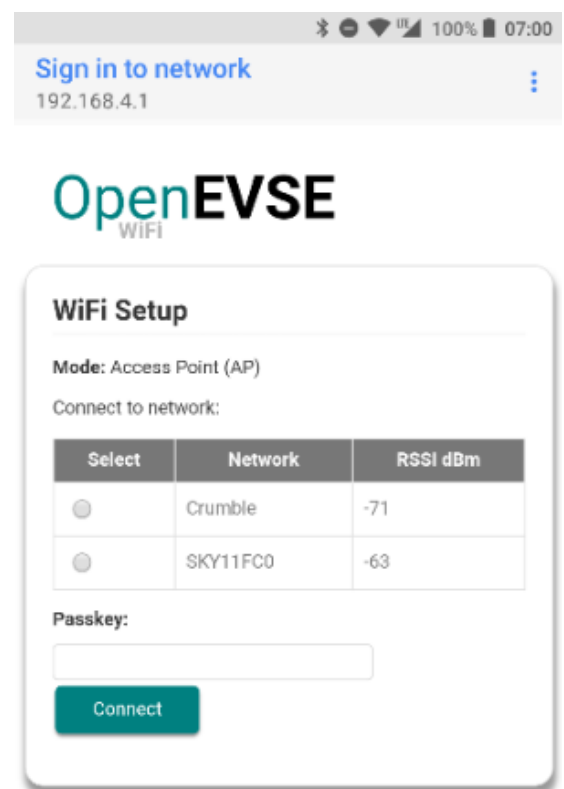 100% 07:00
Sign in to network
192.168.4.1
OpenEVSE
WiFi
WiFi Setup
Mode: Access Point (AP)
Connect to network:
Select Network RSSI dBm
Crumble -71
SKY11FC0 -63
Passkey:
Connect